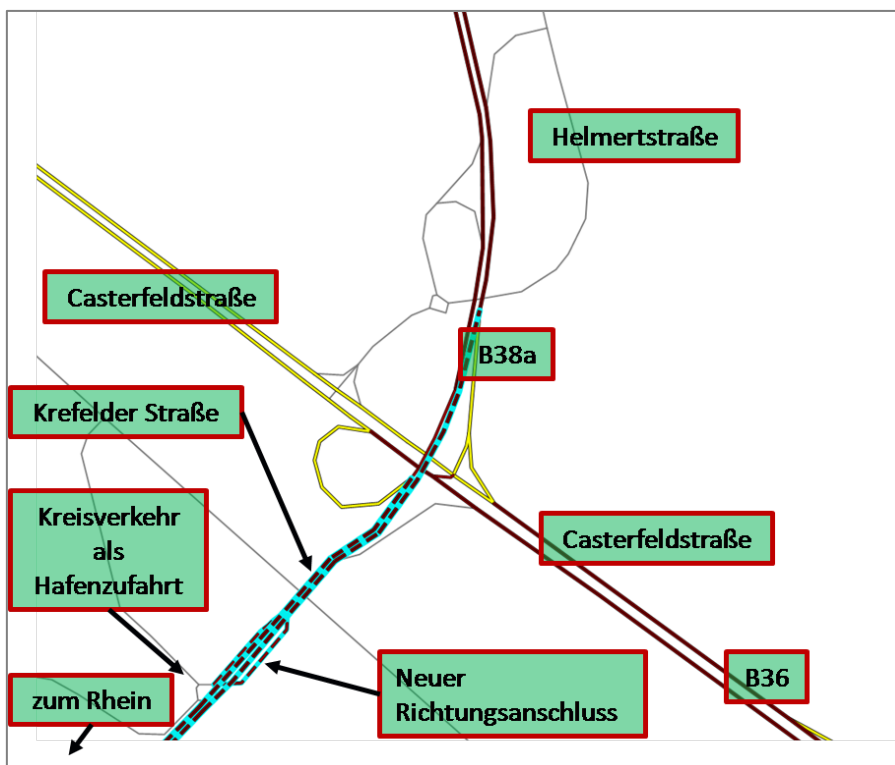 Helmertstraße
Casterfeldstraße
B38a
Krefelder Straße
Kreisverkehr
als
Hafenzufahrt
Casterfeldstraße
zum Rhein
Neuer
Richtungsanschluss
B36